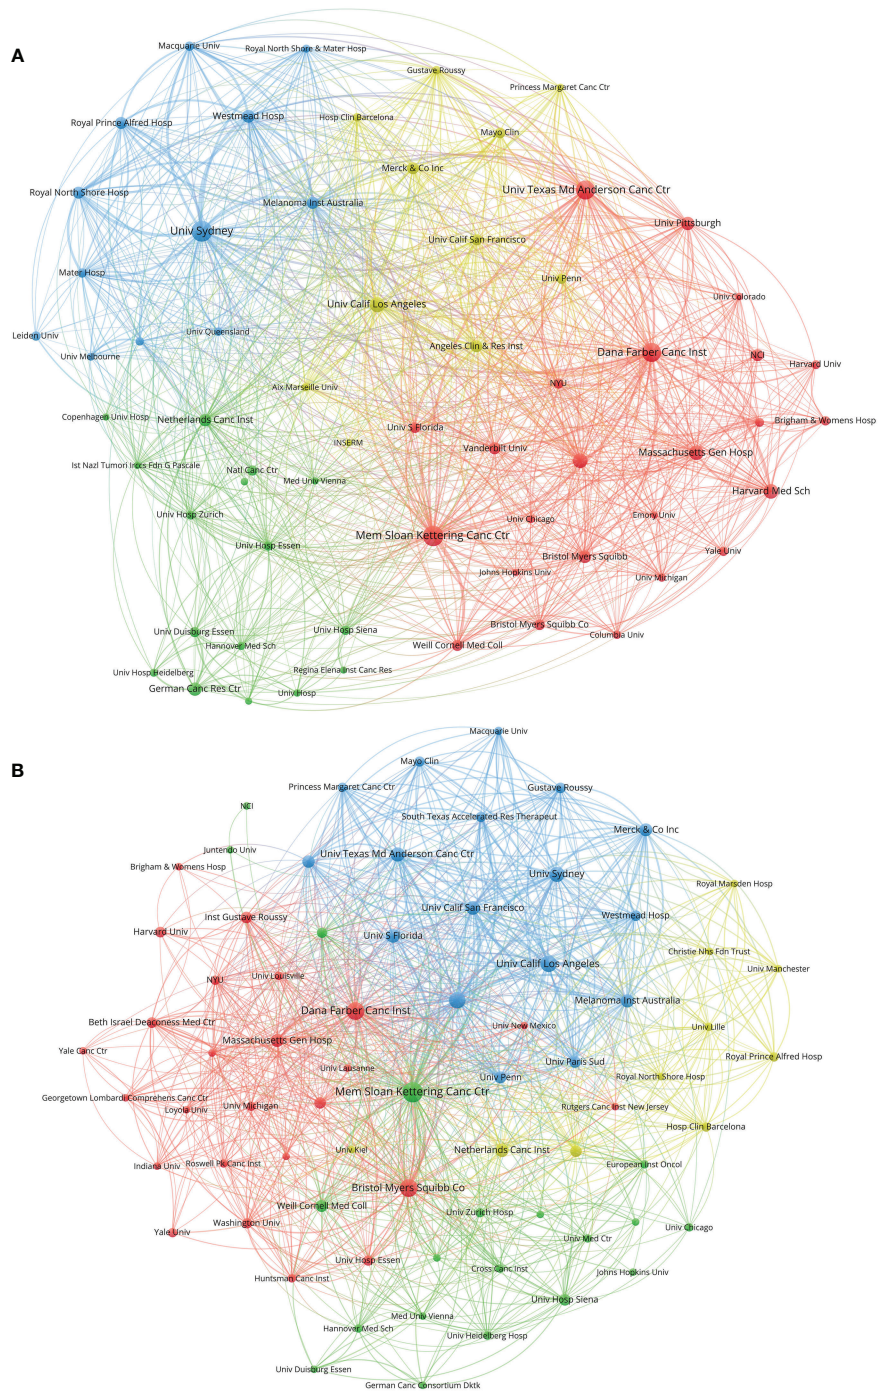 A
Macquarie Univ
Royal North Shore & Mater Hosp
Gustave Roussy
Princess Margaret Canc Ctr
Royal Prince Alfred Hosp
Westmead Hosp
Hosp Clin Barcelona
Mayo Clin
Merck & Co Inc
Royal North Shore Hosp
Melanoma Inst Australia
Univ Texas Md Anderson Canc Ctr
Univ Sydney
Univ Pittsburgh
Univ Calif San Francisco
Mater Hosp
Univ Penn
Univ Calif Los Angeles
Univ Colorado
Leiden Univ
Univ Queensland
Univ Melbourne
Angeles Clin & Res Inst
Dana Farber Canc Inst
NCI
Harvard Univ
Aix Marseille Univ
NYU
Copenhagen Univ Hosp
Netherlands Canc Inst
Univ S Florida
Brigham & Womens Hosp
INSERM
Vanderbilt Univ
Massachusetts Gen Hosp
Ist Nazl Tumori Irccs Fdn G Pascale
Natl Canc Ctr
Med Univ Vienna
Harvard Med Sch
Univ Hosp Zurich
Univ Chicago
Emory Univ
Mem Sloan Kettering Canc Ctr
Univ Hosp Essen
Bristol Myers Squibb
Yale Univ
Johns Hopkins Univ
Univ Michigan
Univ Duisburg Essen
Univ Hosp Siena
Bristol Myers Squibb Co
Columbia Univ
Hannover Med Sch
Weill Cornell Med Coll
Univ Hosp Heidelberg
Regina Elena Inst Canc Res
German Canc Res Ctr
Univ Hosp
B
Macquarie Univ
Mayo Clin
Princess Margaret Canc Ctr
Gustave Roussy
NCI
South Texas Accelerated Res Therapeut
Merck & Co Inc
Juntendo Univ
Univ Texas Md Anderson Canc Ctr
Brigham & Womens Hosp
Univ Sydney
Royal Marsden Hosp
Univ Calif San Francisco
Inst Gustave Roussy
Westmead Hosp
Harvard Univ
Univ S Florida
Christie Nhs Fdn Trust
Univ Calif Los Angeles
Univ Manchester
NYU
Univ Louisville
Melanoma Inst Australia
Dana Farber Canc Inst
Beth Israel Deaconess Med Ctr
Univ New Mexico
Univ Lille
Massachusetts Gen Hosp
Yale Canc Ctr
Univ Paris Sud
Royal Prince Alfred Hosp
Univ Lausanne
Univ Penn
Royal North Shore Hosp
Mem Sloan Kettering Canc Ctr
Georgetown Lombardi Comprehens Canc Ctr
Univ Michigan
Rutgers Canc Inst New Jersey
Loyola Univ
Hosp Clin Barcelona
Univ Kiel
Netherlands Canc Inst
Indiana Univ
Roswell Pk Canc Inst
European Inst Oncol
Bristol Myers Squibb Co
Weill Cornell Med Coll
Univ Zurich Hosp
Washington Univ
Univ Chicago
Yale Univ
Univ Med Ctr
Univ Hosp Essen
Cross Canc Inst
Johns Hopkins Univ
Huntsman Canc Inst
Univ Hosp Siena
Med Univ Vienna
Hannover Med Sch
Univ Heidelberg Hosp
Univ Duisburg Essen
German Canc Consortium Dktk